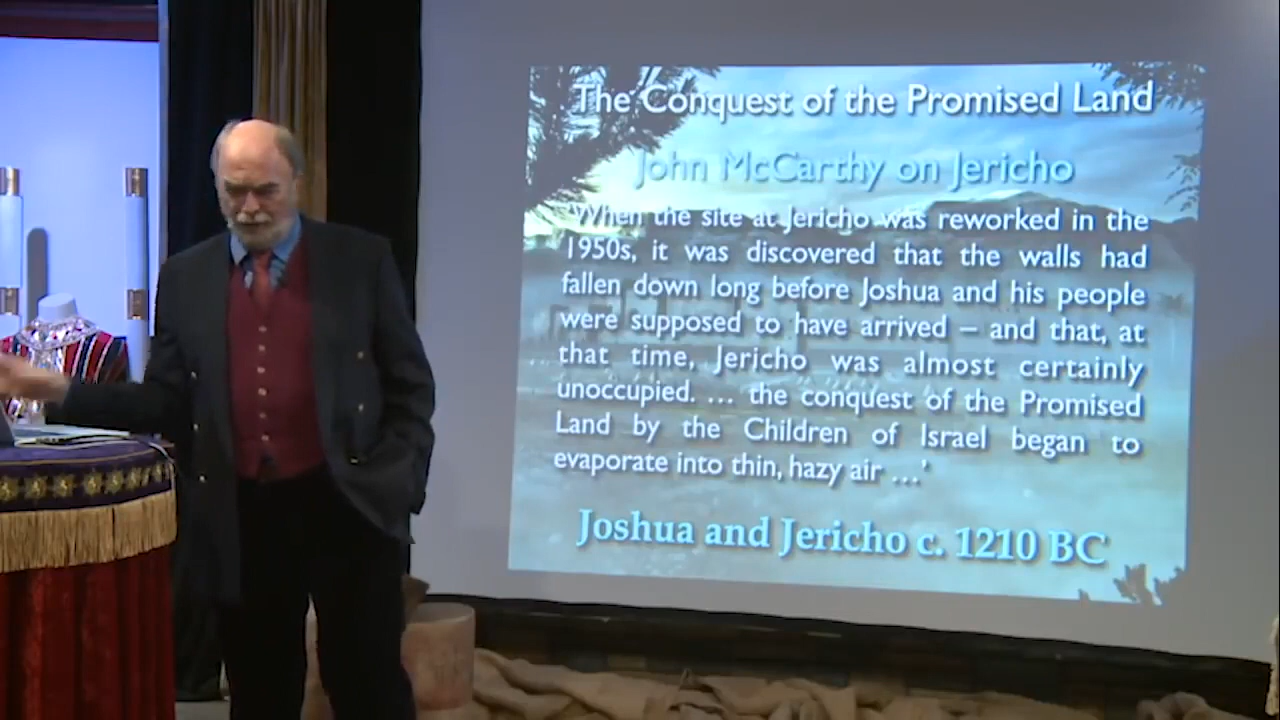 The Conquest of the Promised Land
John McCarthy on Jericho
'When the site at Jericho was reworked in the
1950s, it was discovered that the walls had
fallen down long before Joshua and his people
were supposed to have arrived – and that, at
that time, Jericho was almost certainly
unoccupied. ... the conquest of the Promised
Land by the Children of Israel began to
evaporate into thin, hazy air ...'
Joshua and Jericho c. 1210 BC